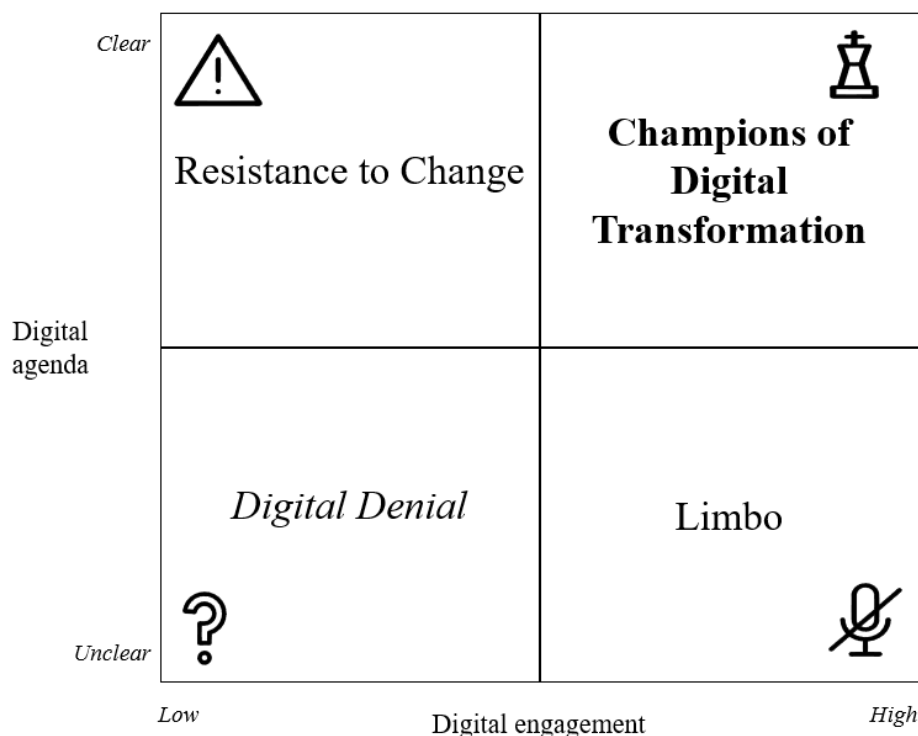 Clear
Resistance to Change
Champions of
Digital
Transformation
Digital
agenda
Digital Denial
Limbo
Unclear
Low
Digital engagement
High